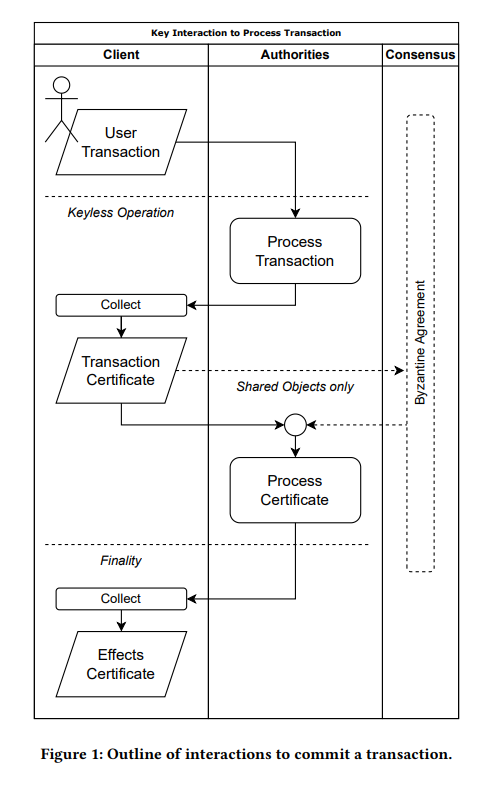 Key Interaction to Process Transaction
Client
Authorities
Consensus
User
Transaction
Keyless Operation
Process
Transaction
Collect
Transaction
Certificate
Shared Objects only
Byzantine Agreement
Process
Certificate
Finality
Collect
Effects
Certificate
Figure 1: Outline of interactions to commit a transaction.